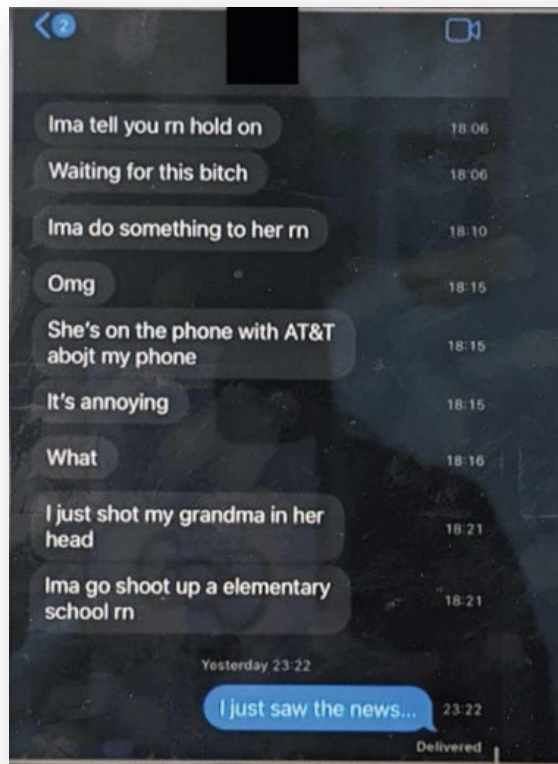 2
Ima tell you rn hold on 18:06
Waiting for this bitch 18:06
Ima do something to her rn 18:10
Omg 18:15
She's on the phone with AT&T
abojt my phone 18:15
It's annoying 18:15
What 18:16
I just shot my grandma in her
head 18:21
Ima go shoot up a elementary
school rn 18:21
Yesterday 23:22
I just saw the news... 23:22
Delivered